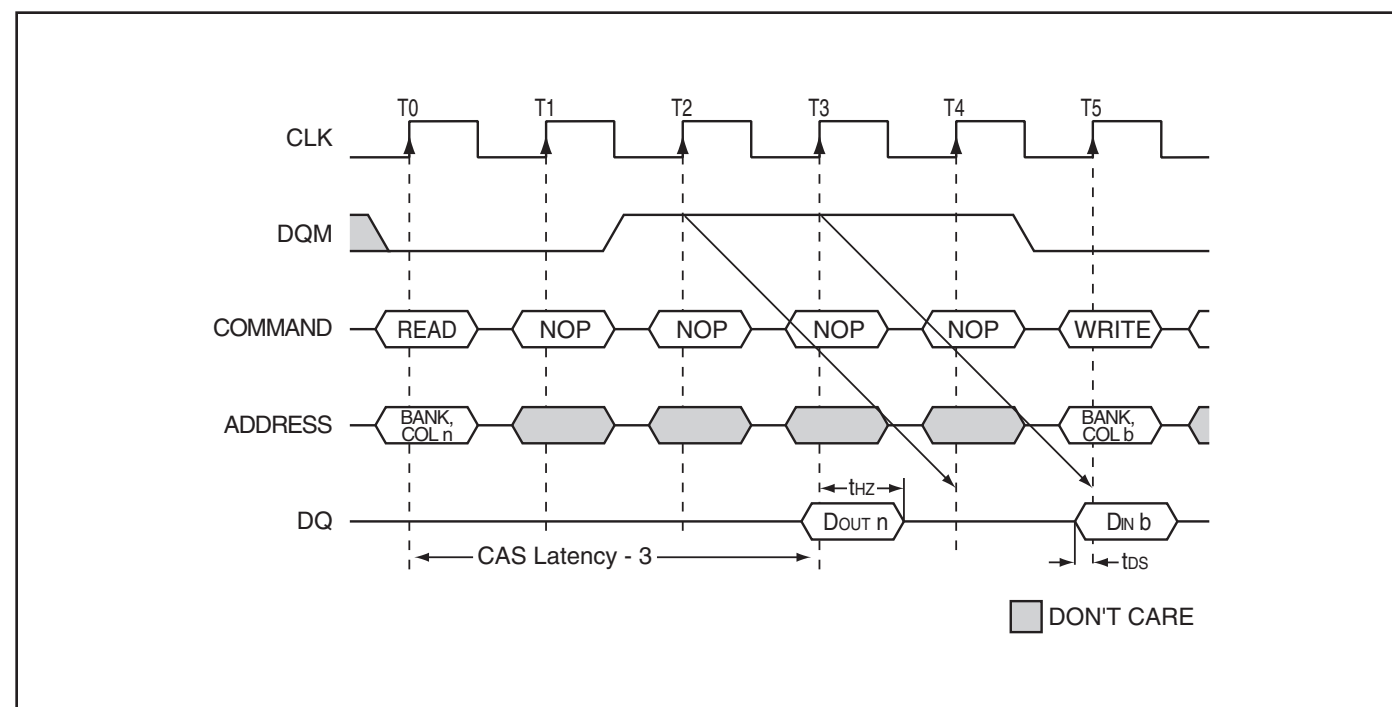 T0 T1 T2 T3 T4 T5
CLK
DQM
COMMAND READ NOP NOP NOP NOP WRITE
ADDRESS BANK, COL n BANK, COL b
tHZ
DQ DOUT n DIN b
CAS Latency - 3 tDS
DON'T CARE